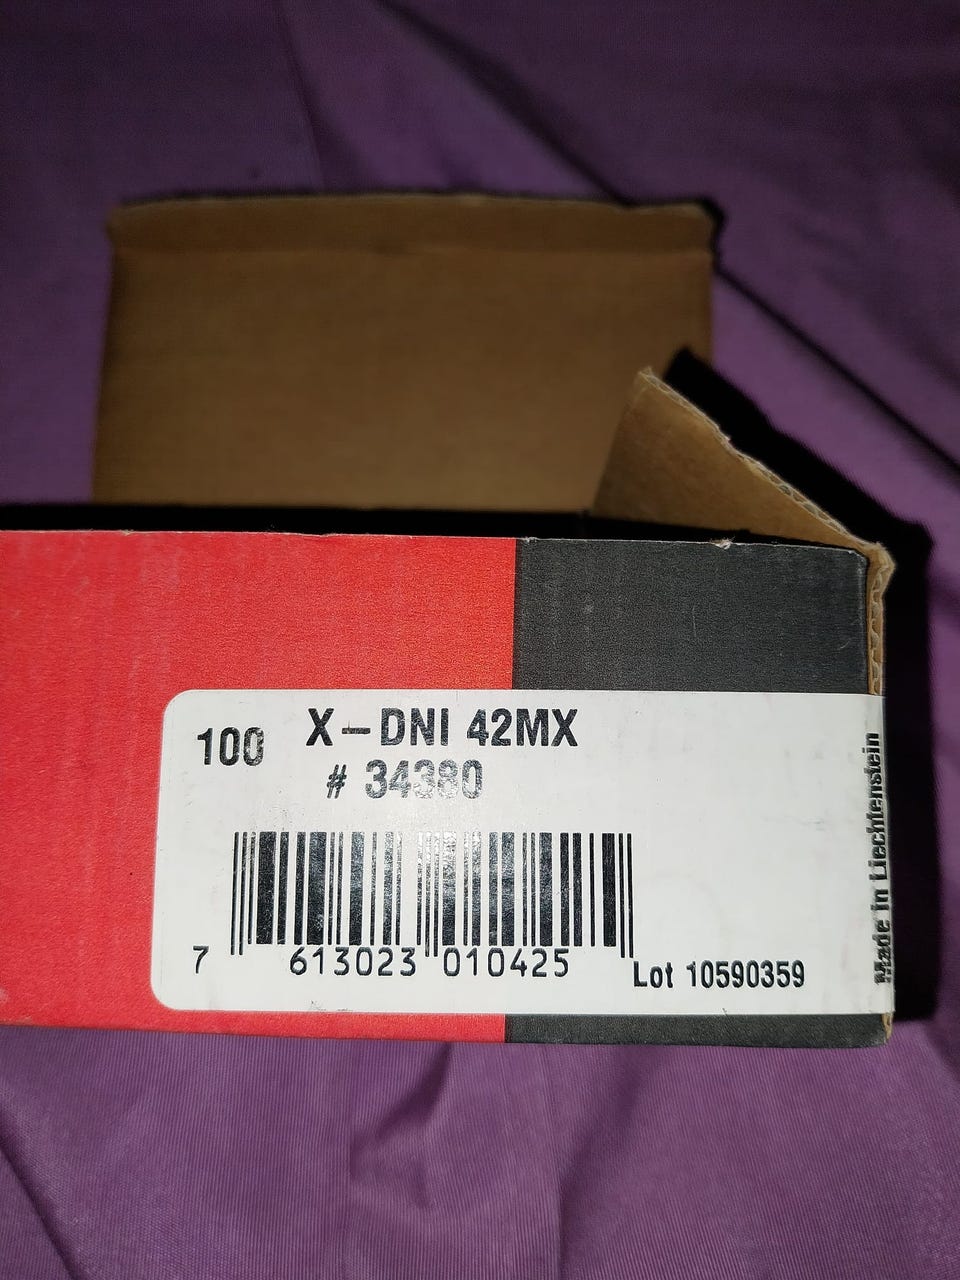 100
X-DNI 42MX
# 34380
7 613023 010425
Lot 10590359
Made in Liechtenstein